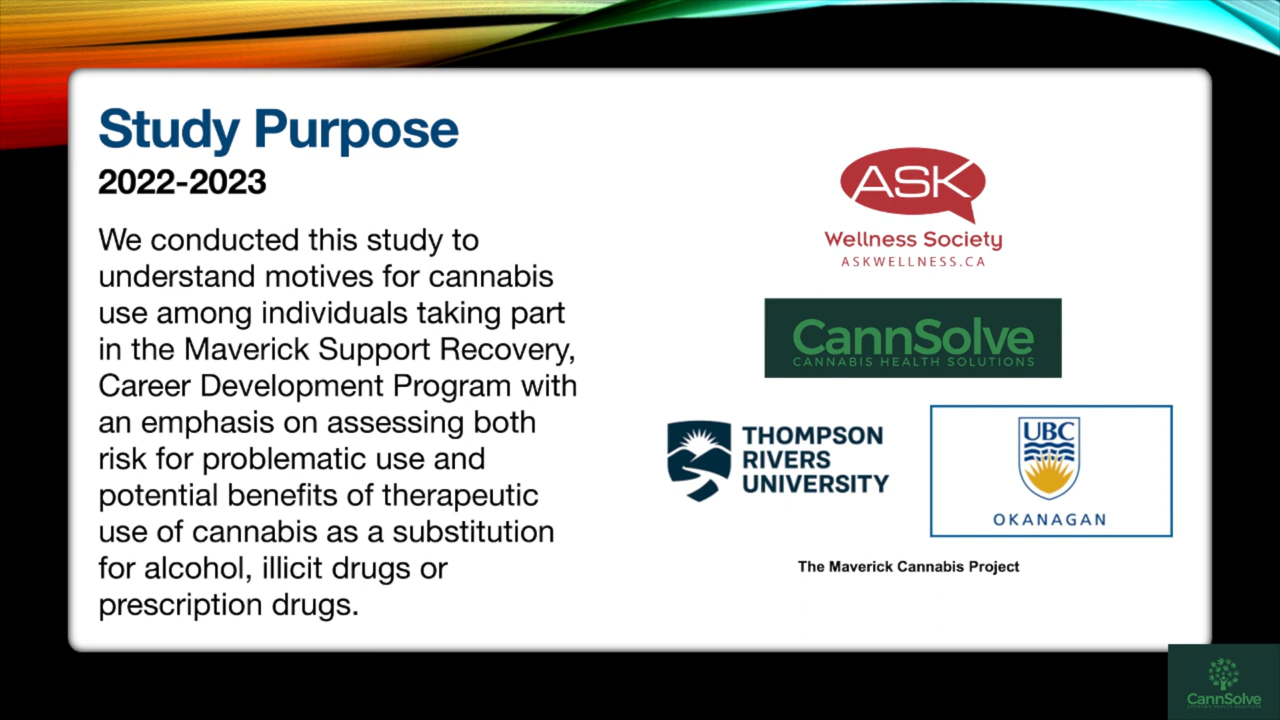 Study Purpose
2022-2023
We conducted this study to
understand motives for cannabis
use among individuals taking part
in the Maverick Support Recovery,
Career Development Program with
an emphasis on assessing both
risk for problematic use and
potential benefits of therapeutic
use of cannabis as a substitution
for alcohol, illicit drugs or
prescription drugs.
ASK
Wellness Society
ASKWELLNESS.CA
CannSolve
CANNABIS HEALTH SOLUTIONS
THOMPSON
RIVERS
UNIVERSITY
UBC
OKANAGAN
The Maverick Cannabis Project
CannSolve